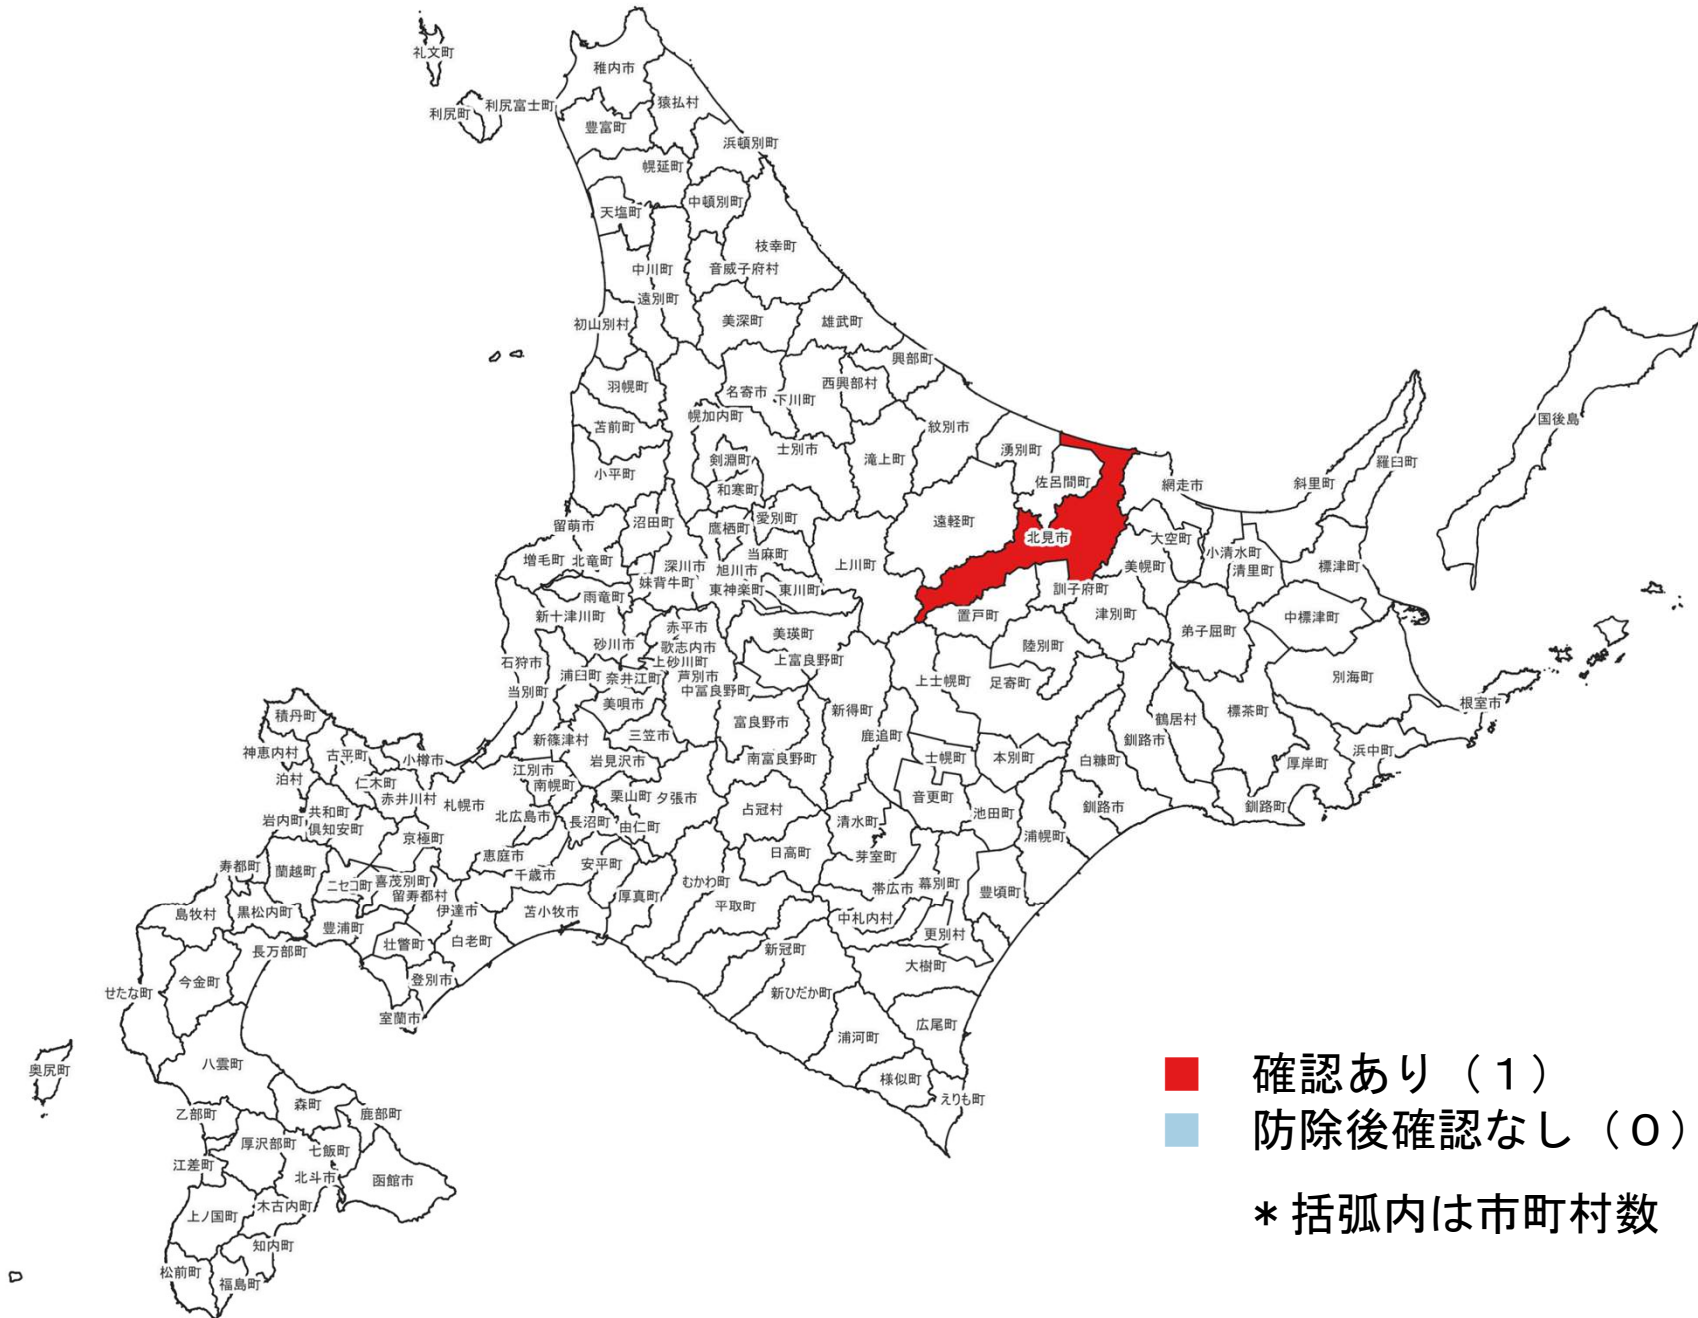 礼文町
稚内市
利尻町
利尻富士町
猿払村
豊富町
浜頓別町
幌延町
中頓別町
天塩町
枝幸町
中川町
音威子府村
遠別町
初山別村
美深町
雄武町
興部町
羽幌町
名寄市
下川町
西興部村
幌加内町
国後島
苫前町
紋別市
士別市
湧別町
剣淵町
滝上町
羅臼町
小平町
和寒町
佐呂間町
網走市
斜里町
留萌市
沼田町
鷹栖町
愛別町
遠軽町
北見市
大空町
当麻町
小清水町
増毛町
北竜町
深川市
旭川市
上川町
美幌町
清里町
標津町
妹背牛町
東神楽町
東川町
訓子府町
雨竜町
新十津川町
置戸町
津別町
中標津町
赤平市
美瑛町
弟子屈町
砂川市
歌志内市
陸別町
石狩市
上砂川町
上富良野町
浦臼町
奈井江町
芦別市
上士幌町
足寄町
別海町
当別町
中富良野町
美唄市
根室市
積丹町
新得町
標茶町
富良野市
鶴居村
三笠市
鹿追町
新篠津村
釧路市
神恵内村
古平町
小樽市
岩見沢市
南富良野町
士幌町
本別町
白糠町
浜中町
江別市
厚岸町
泊村
仁木町
南幌町
赤井川村
札幌市
栗山町
夕張市
音更町
釧路市
釧路町
共和町
占冠村
池田町
岩内町
北広島市
長沼町
清水町
倶知安町
由仁町
京極町
浦幌町
恵庭市
日高町
芽室町
寿都町
蘭越町
安平町
千歳市
ニセコ町
喜茂別町
むかわ町
帯広市
幕別町
豊頃町
留寿都村
厚真町
島牧村
黒松内町
伊達市
苫小牧市
平取町
中札内村
豊浦町
更別村
壮瞥町
白老町
長万部町
新冠町
大樹町
今金町
登別市
せたな町
新ひだか町
室蘭市
広尾町
浦河町
八雲町
奥尻町
様似町
えりも町
森町
乙部町
鹿部町
厚沢部町
七飯町
江差町
北斗市
函館市
木古内町
上ノ国町
知内町
松前町
福島町
確認あり（１）
防除後確認なし（０）
＊括弧内は市町村数